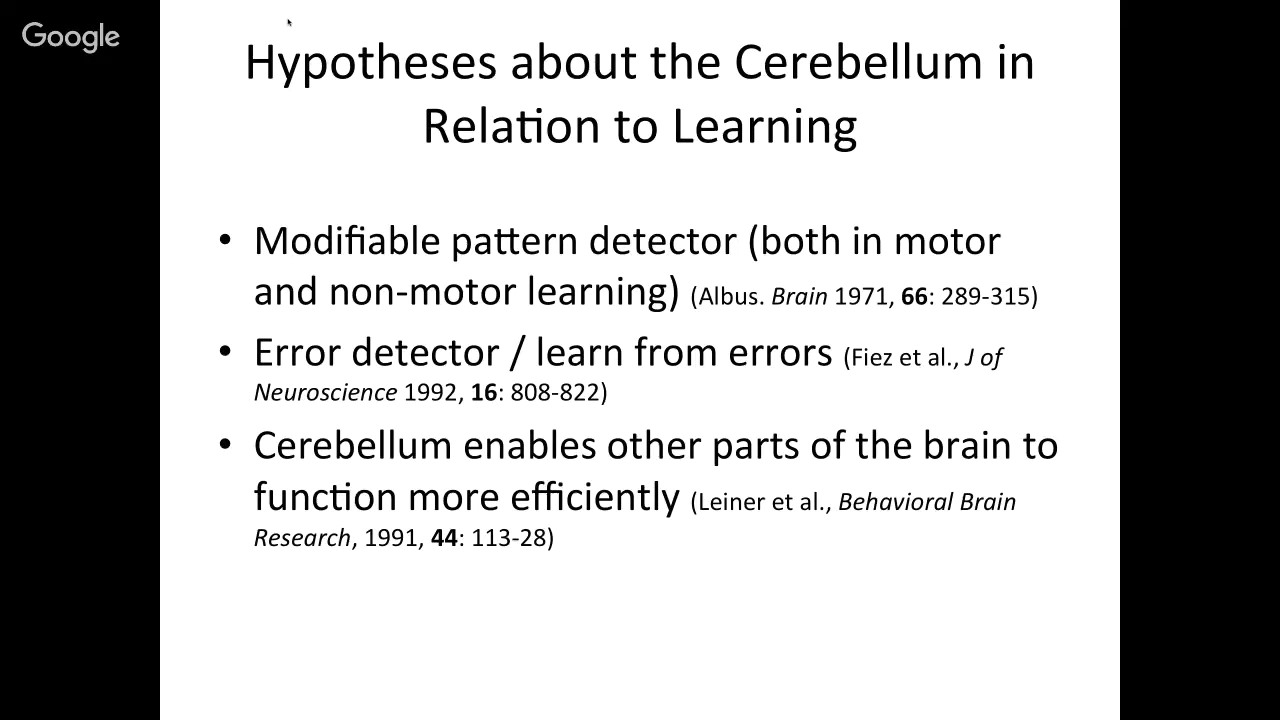 Google
Hypotheses about the Cerebellum in
Relation to Learning
• Modifiable pattern detector (both in motor
and non-motor learning) (Albus. Brain 1971, 66: 289-315)
• Error detector / learn from errors (Fiez et al., J of
Neuroscience 1992, 16: 808-822)
• Cerebellum enables other parts of the brain to
function more efficiently (Leiner et al., Behavioral Brain
Research, 1991, 44: 113-28)